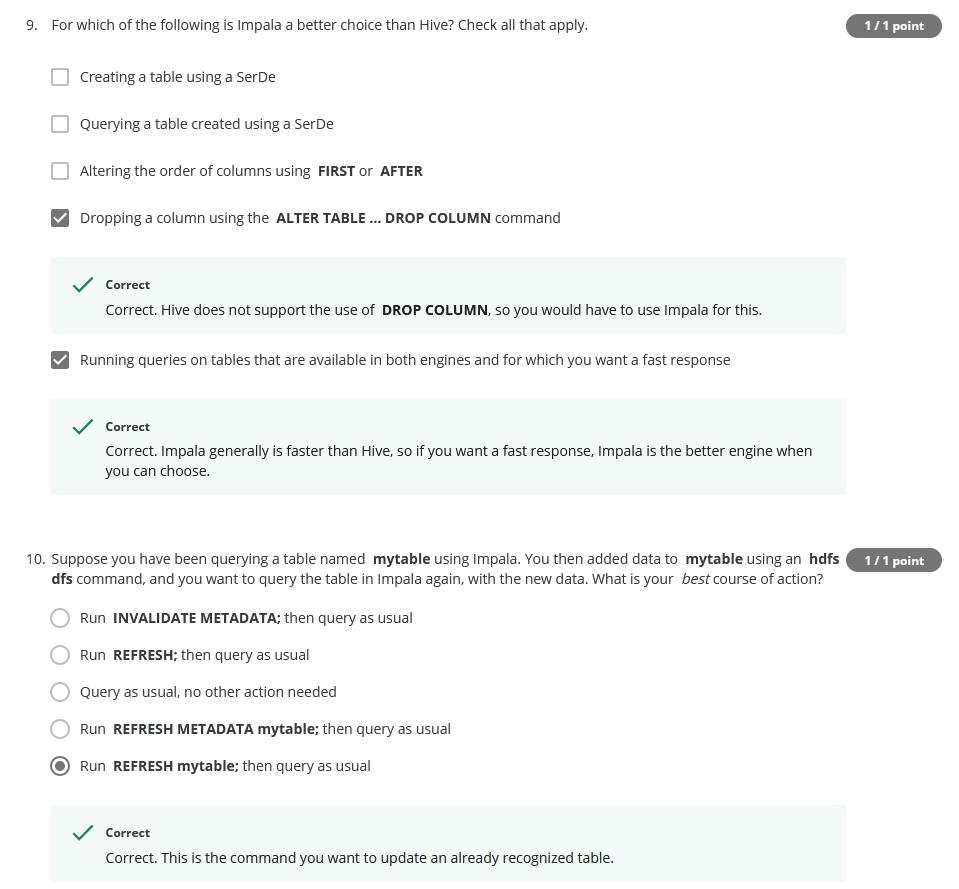 9. For which of the following is Impala a better choice than Hive? Check all that apply.
1 / 1 point
Creating a table using a SerDe
Querying a table created using a SerDe
Altering the order of columns using FIRST or AFTER
Dropping a column using the ALTER TABLE ... DROP COLUMN command
Correct
Correct. Hive does not support the use of DROP COLUMN, so you would have to use Impala for this.
Running queries on tables that are available in both engines and for which you want a fast response
Correct
Correct. Impala generally is faster than Hive, so if you want a fast response, Impala is the better engine when
you can choose.
10. Suppose you have been querying a table named mytable using Impala. You then added data to mytable using an hdfs
1 / 1 point
dfs command, and you want to query the table in Impala again, with the new data. What is your best course of action?
Run INVALIDATE METADATA; then query as usual
Run REFRESH; then query as usual
Query as usual, no other action needed
Run REFRESH METADATA mytable; then query as usual
Run REFRESH mytable; then query as usual
Correct
Correct. This is the command you want to update an already recognized table.